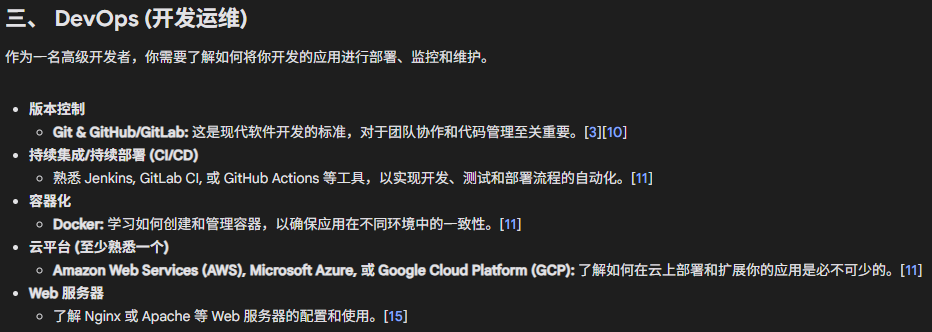 三、 DevOps (开发运维)
作为一名高级开发者，你需要了解如何将你开发的应用进行部署、监控和维护。
• 版本控制
◦ Git & GitHub/GitLab: 这是现代软件开发的标准，对于团队协作和代码管理至关重要。[3][10]
• 持续集成/持续部署 (CI/CD)
◦ 熟悉 Jenkins, GitLab CI, 或 GitHub Actions 等工具，以实现开发、测试和部署流程的自动化。[11]
• 容器化
◦ Docker: 学习如何创建和管理容器，以确保应用在不同环境中的一致性。[11]
• 云平台 (至少熟悉一个)
◦ Amazon Web Services (AWS), Microsoft Azure, 或 Google Cloud Platform (GCP): 了解如何在云上部署和扩展你的应用是必不可少的。[11]
• Web 服务器
◦ 了解 Nginx 或 Apache 等 Web 服务器的配置和使用。[15]